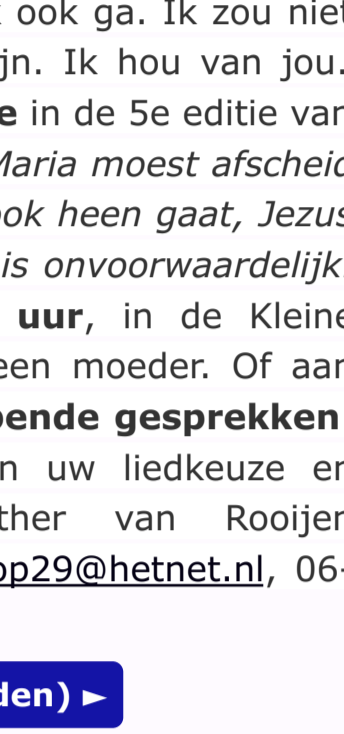 ook ga. Ik zou niet
jn. Ik hou van jou.
e in de 5e editie van
Maria moest afscheid
ook heen gaat, Jezus
is onvoorwaardelijk.
uur, in de Kleine
een moeder. Of aan
pende gesprekken
n uw liedkeuze en
ther van Rooijen
op29@hetnet.nl, 06-
den) ►